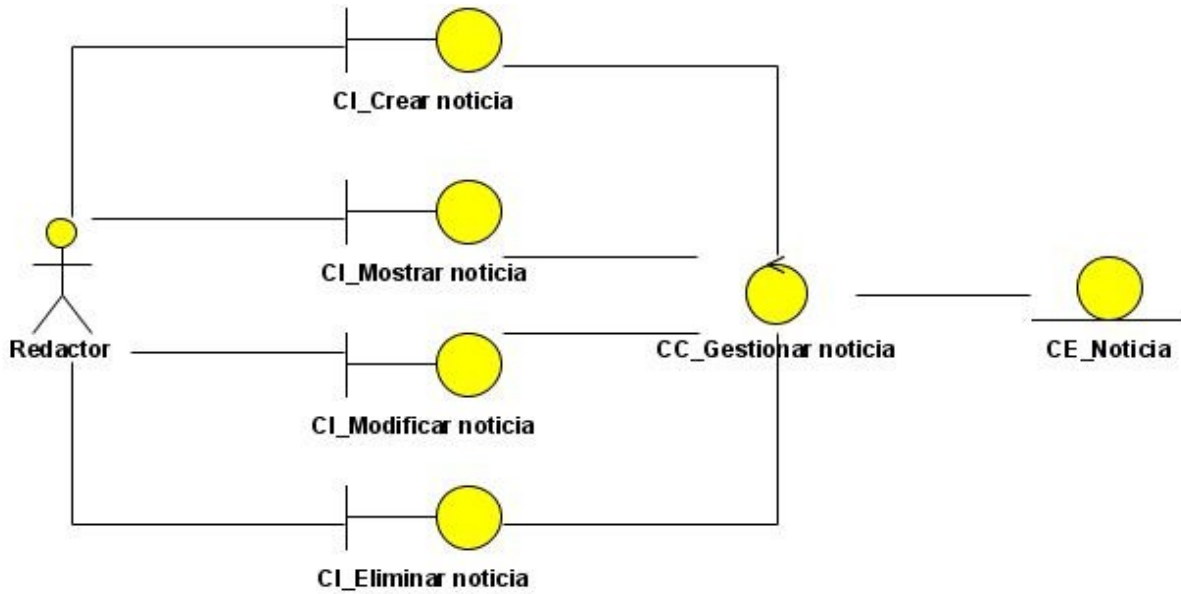 CI_Crear noticia
CI_Mostrar noticia
Redactor
CC_Gestionar noticia
CE_Noticia
CI_Modificar noticia
CI_Eliminar noticia